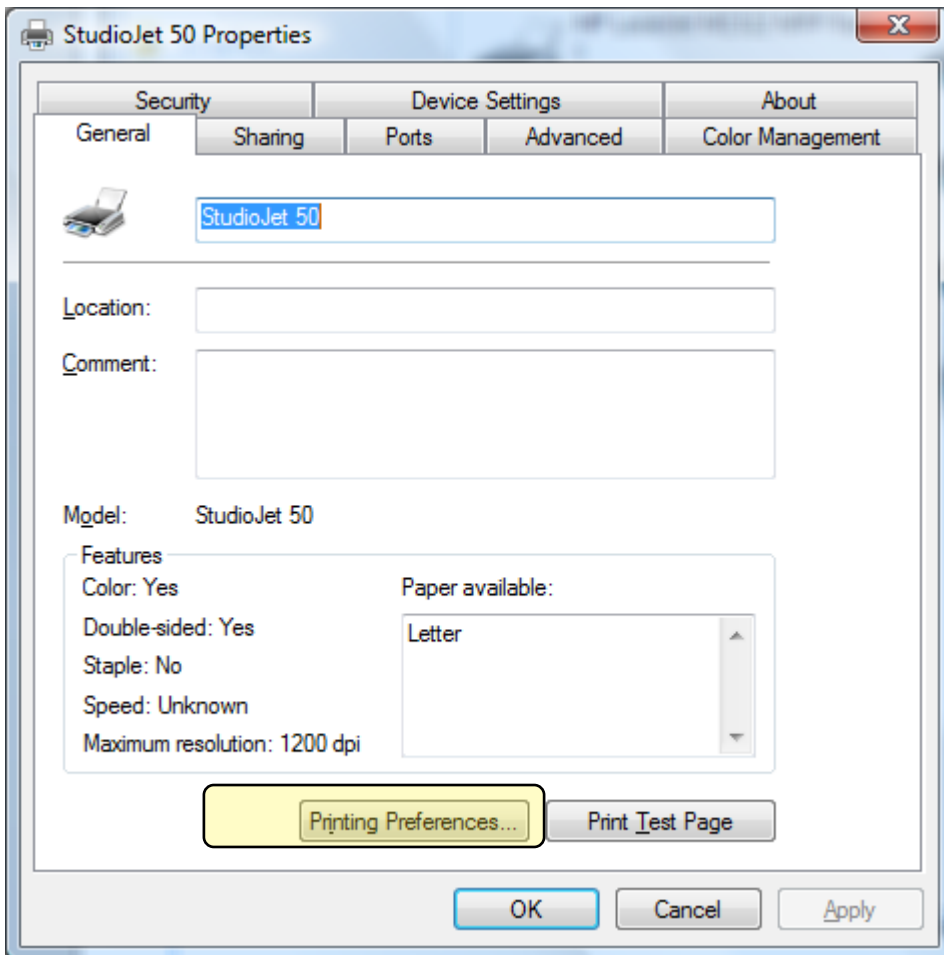 StudioJet 50 Properties
Security Device Settings About
General Sharing Ports Advanced Color Management
StudioJet 50
Location:
Comment:
Model: StudioJet 50
Features
Color: Yes Paper available:
Double-sided: Yes Letter
Staple: No
Speed: Unknown
Maximum resolution: 1200 dpi
Printing Preferences... Print Test Page
OK Cancel Apply